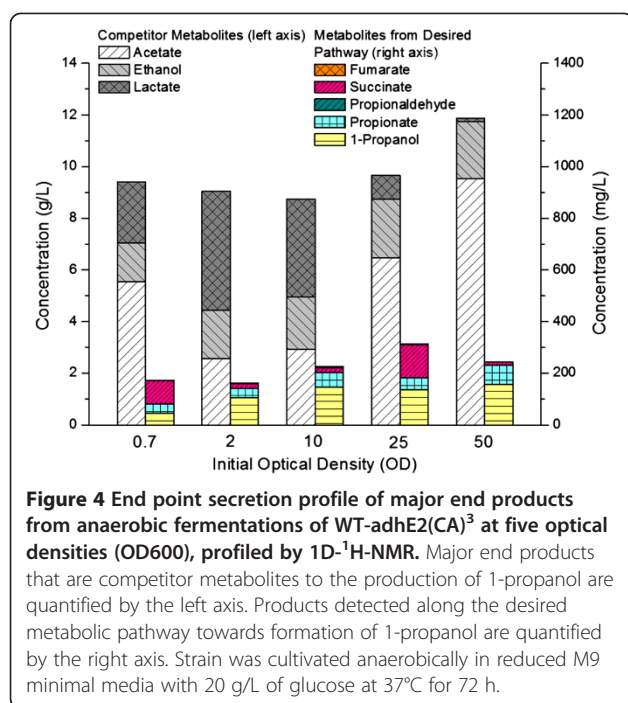 Competitor Metabolites (left axis)
Acetate
Ethanol
Lactate
Metabolites from Desired
Pathway (right axis)
Fumarate
Succinate
Propionaldehyde
Propionate
1-Propanol
Concentration (g/L)
14
12
10
8
6
4
2
0
Concentration (mg/L)
1400
1200
1000
800
600
400
200
0
0.7 2 10 25 50
Initial Optical Density (OD)
Figure 4 End point secretion profile of major end products
from anaerobic fermentations of WT-adhE2(CA)³ at five optical
densities (OD600), profiled by 1D-¹H-NMR. Major end products
that are competitor metabolites to the production of 1-propanol are
quantified by the left axis. Products detected along the desired
metabolic pathway towards formation of 1-propanol are quantified
by the right axis. Strain was cultivated anaerobically in reduced M9
minimal media with 20 g/L of glucose at 37°C for 72 h.